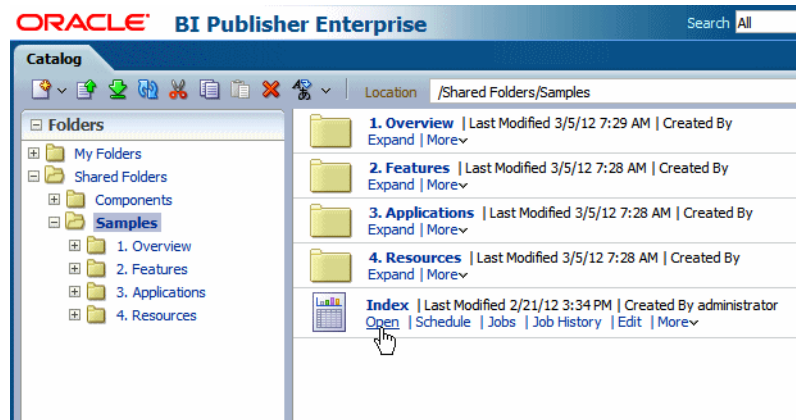 ORACLE BI Publisher Enterprise Search All
Catalog
Location /Shared Folders/Samples
Folders
My Folders
Shared Folders
Components
Samples
1. Overview
2. Features
3. Applications
4. Resources
1. Overview | Last Modified 3/5/12 7:29 AM | Created By
Expand | More
2. Features | Last Modified 3/5/12 7:28 AM | Created By
Expand | More
3. Applications | Last Modified 3/5/12 7:28 AM | Created By
Expand | More
4. Resources | Last Modified 3/5/12 7:28 AM | Created By
Expand | More
Index | Last Modified 2/21/12 3:34 PM | Created By administrator
Open | Schedule | Jobs | Job History | Edit | More